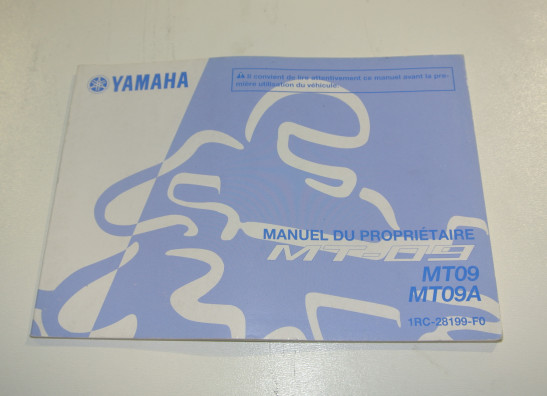 YAMAHA
Il convient de lire attentivement ce manuel avant la pre-
mière utilisation du véhicule.
MANUEL DU PROPRIÉTAIRE
MT-09
MT09
MT09A
1RC-28199-F0